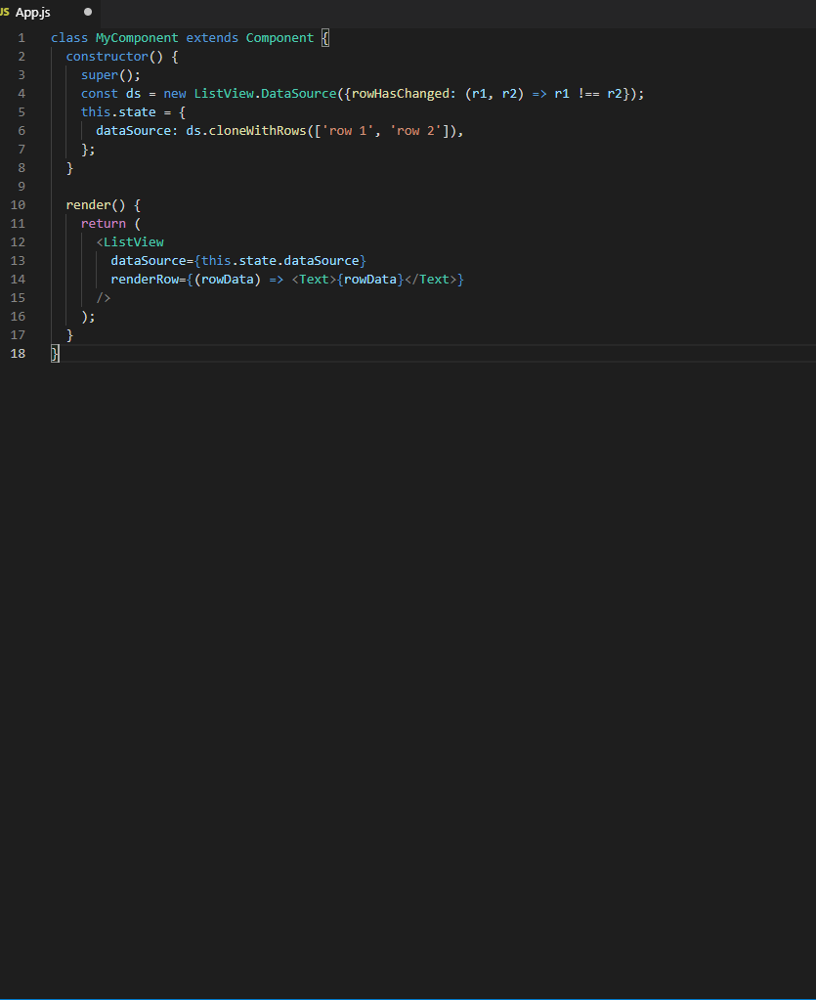 JS App.js
1 class MyComponent extends Component {
2   constructor() {
3     super();
4     const ds = new ListView.DataSource({rowHasChanged: (r1, r2) => r1 !== r2});
5     this.state = {
6       dataSource: ds.cloneWithRows(['row 1', 'row 2']),
7     };
8   }
9
10   render() {
11     return (
12       <ListView
13         dataSource={this.state.dataSource}
14         renderRow={(rowData) => <Text>{rowData}</Text>}
15       />
16     );
17   }
18 }